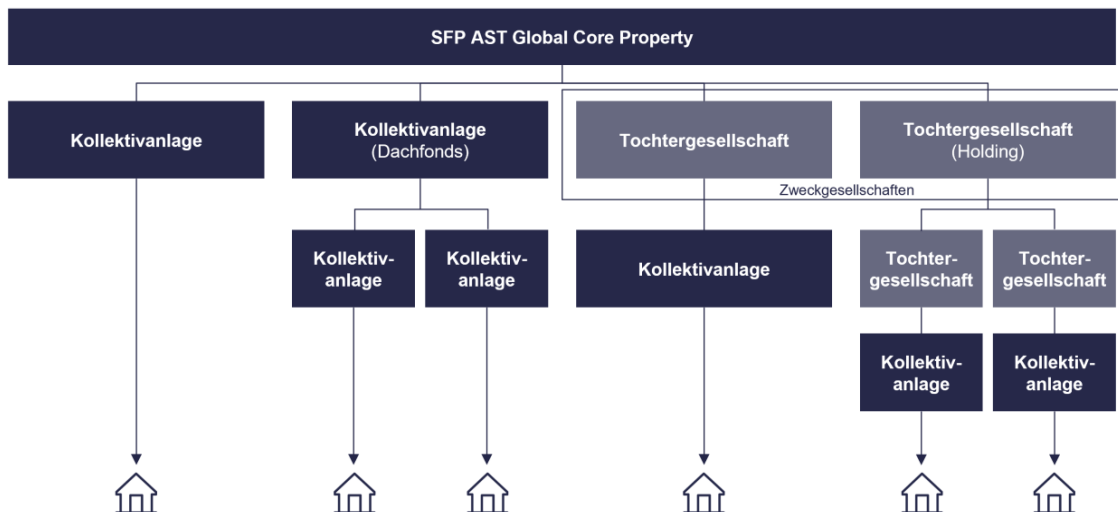 SFP AST Global Core Property
Kollektivanlage
Kollektivanlage
(Dachfonds)
Tochtergesellschaft
Tochtergesellschaft
(Holding)
Zweckgesellschaften
Kollektiv-
anlage
Kollektiv-
anlage
Kollektivanlage
Tochter-
gesellschaft
Tochter-
gesellschaft
Kollektiv-
anlage
Kollektiv-
anlage